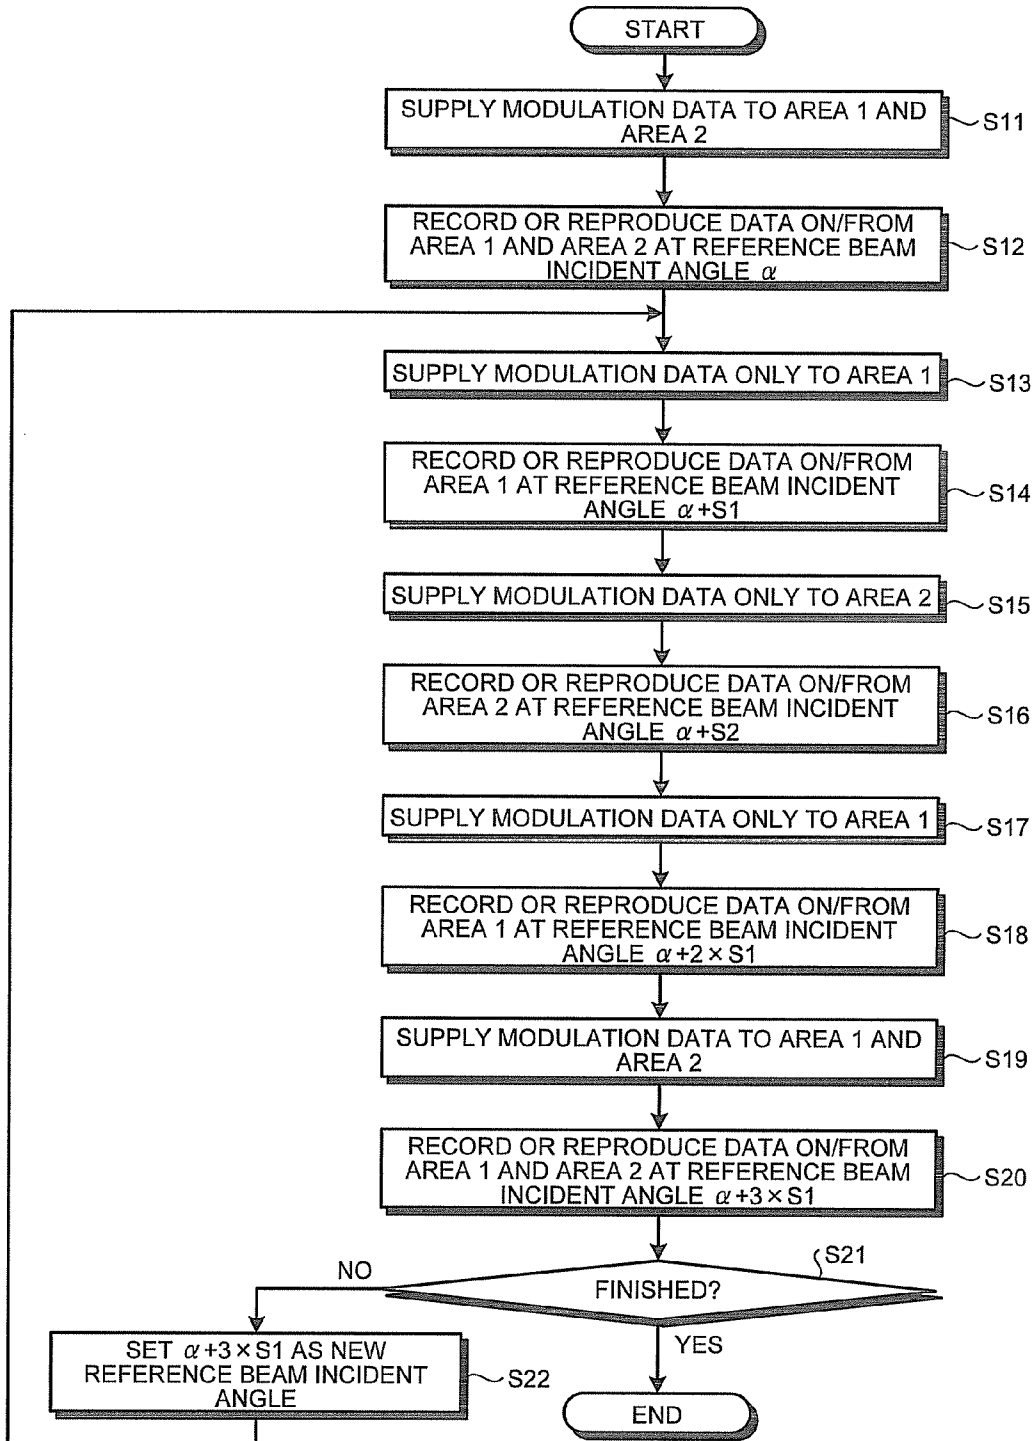 START
SUPPLY MODULATION DATA TO AREA 1 AND
AREA 2
S11
RECORD OR REPRODUCE DATA ON/FROM
AREA 1 AND AREA 2 AT REFERENCE BEAM
INCIDENT ANGLE α
S12
SUPPLY MODULATION DATA ONLY TO AREA 1
S13
RECORD OR REPRODUCE DATA ON/FROM
AREA 1 AT REFERENCE BEAM INCIDENT
ANGLE α+S1
S14
SUPPLY MODULATION DATA ONLY TO AREA 2
S15
RECORD OR REPRODUCE DATA ON/FROM
AREA 2 AT REFERENCE BEAM INCIDENT
ANGLE α+S2
S16
SUPPLY MODULATION DATA ONLY TO AREA 1
S17
RECORD OR REPRODUCE DATA ON/FROM
AREA 1 AT REFERENCE BEAM INCIDENT
ANGLE α+2×S1
S18
SUPPLY MODULATION DATA TO AREA 1 AND
AREA 2
S19
RECORD OR REPRODUCE DATA ON/FROM
AREA 1 AND AREA 2 AT REFERENCE BEAM
INCIDENT ANGLE α+3×S1
S20
S21
NO
FINISHED?
YES
SET α+3×S1 AS NEW
REFERENCE BEAM INCIDENT
ANGLE
S22
END